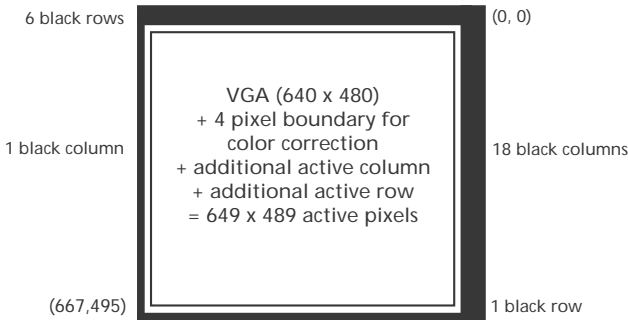 6 black rows
(0, 0)
VGA (640 x 480)
+ 4 pixel boundary for
color correction
+ additional active column
+ additional active row
= 649 x 489 active pixels
1 black column
18 black columns
(667,495)
1 black row